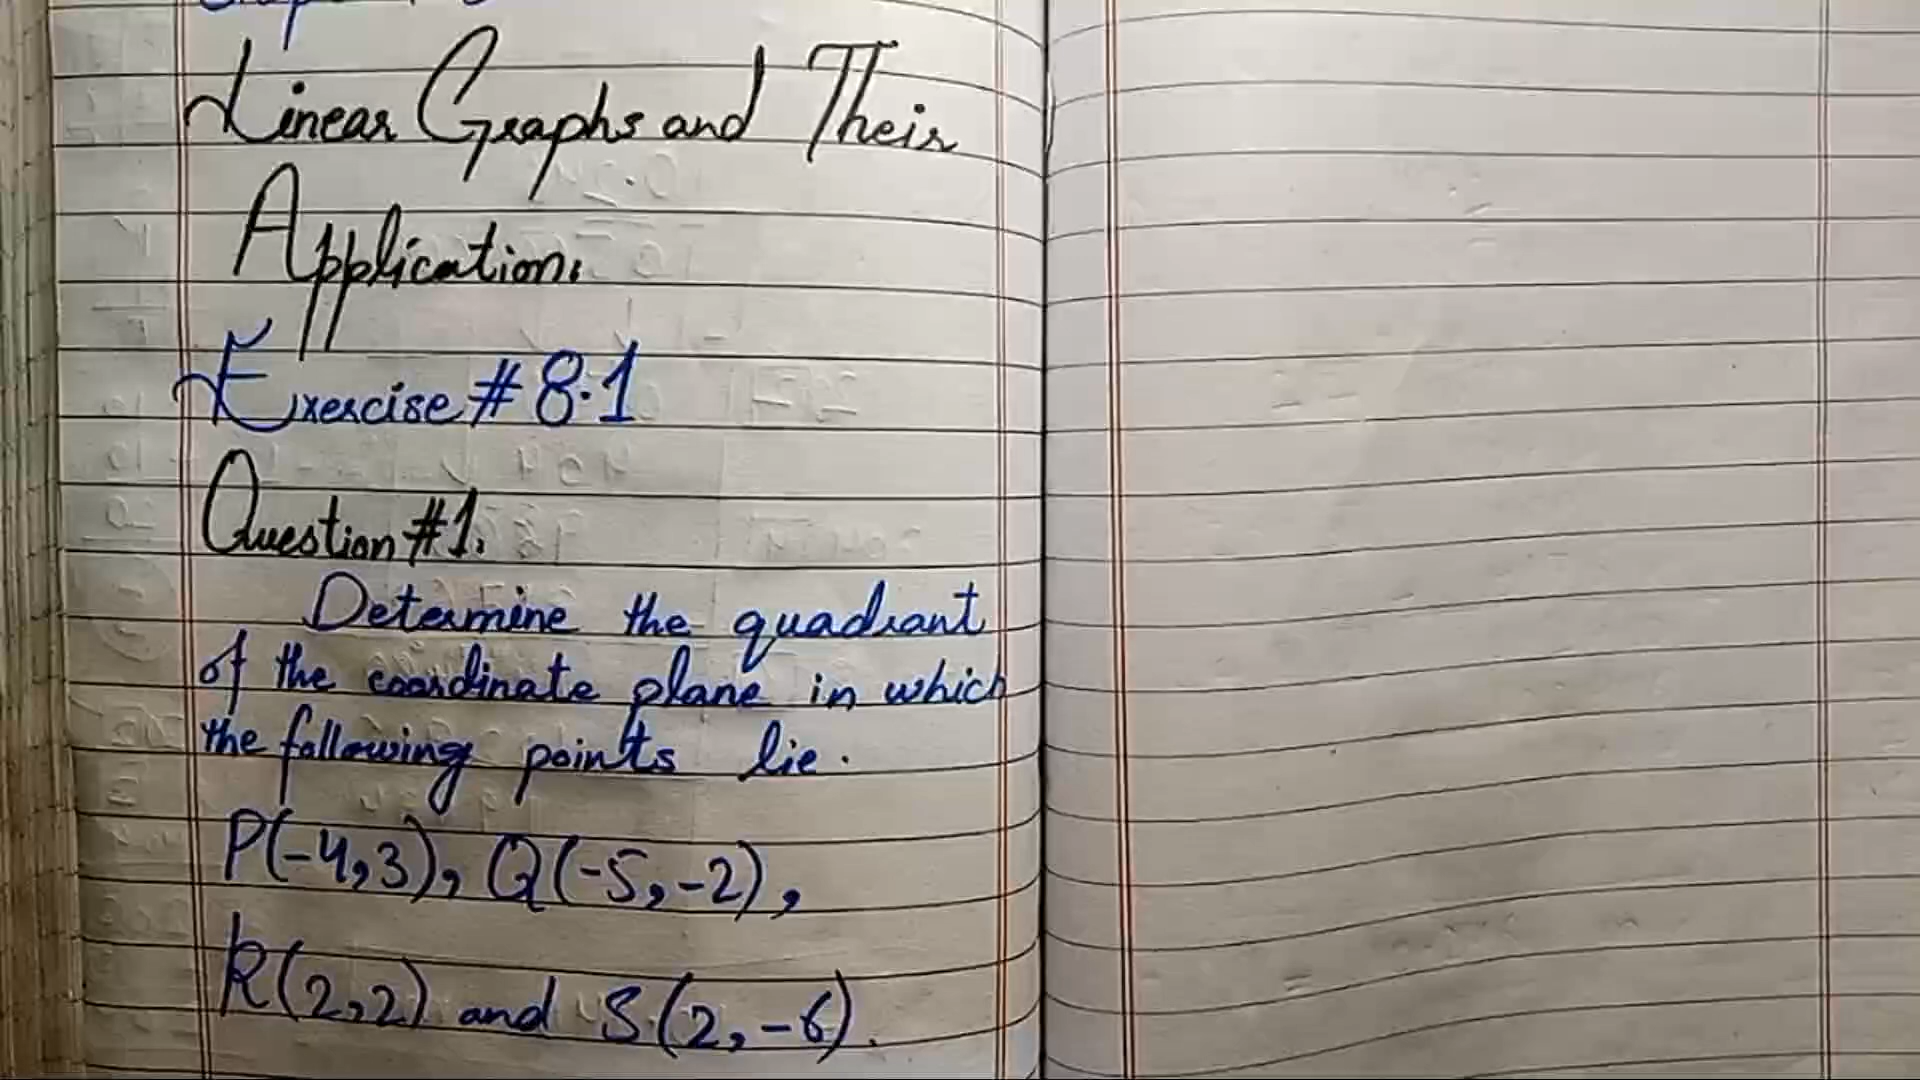 Linear Graphs and Their
Application.
Exercise # 8.1
Question #1.
Determine the quadrant
of the coordinate plane in which
the following points lie.
P(-4,3), Q(-5,-2),
R(2,2) and S(2,-6).